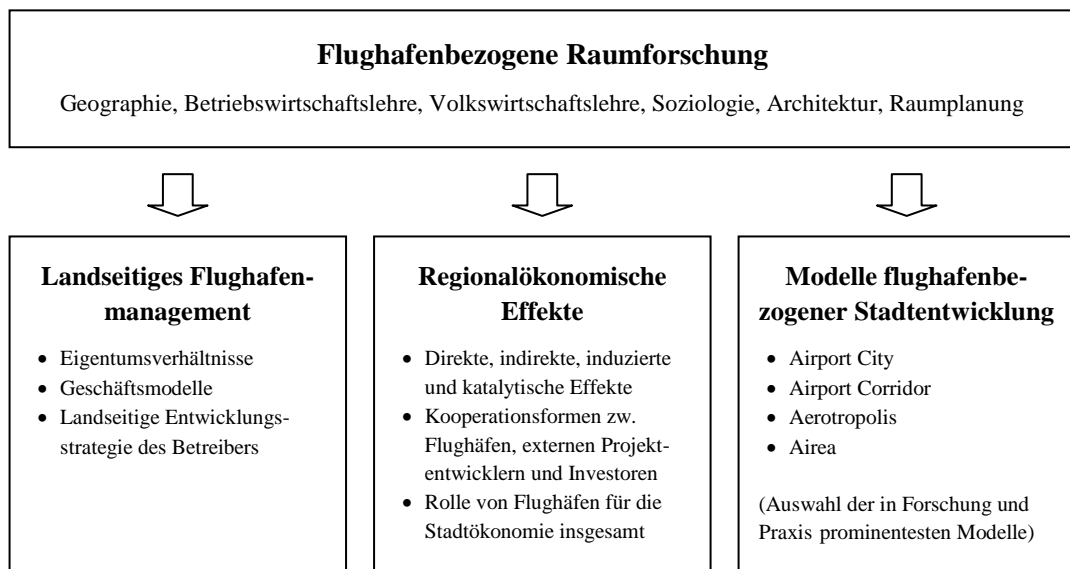 Flughafenbezogene Raumforschung
Geographie, Betriebswirtschaftslehre, Volkswirtschaftslehre, Soziologie, Architektur, Raumplanung
Landseitiges Flughafen-
management
• Eigentumsverhältnisse
• Geschäftsmodelle
• Landseitige Entwicklungs-
strategie des Betreibers
Regionalökonomische
Effekte
• Direkte, indirekte, induzierte
und katalytische Effekte
• Kooperationsformen zw.
Flughäfen, externen Projekt-
entwicklern und Investoren
• Rolle von Flughäfen für die
Stadtökonomie insgesamt
Modelle flughafenbe-
zogener Stadtentwicklung
• Airport City
• Airport Corridor
• Aerotropolis
• Airea
(Auswahl der in Forschung und
Praxis prominentesten Modelle)